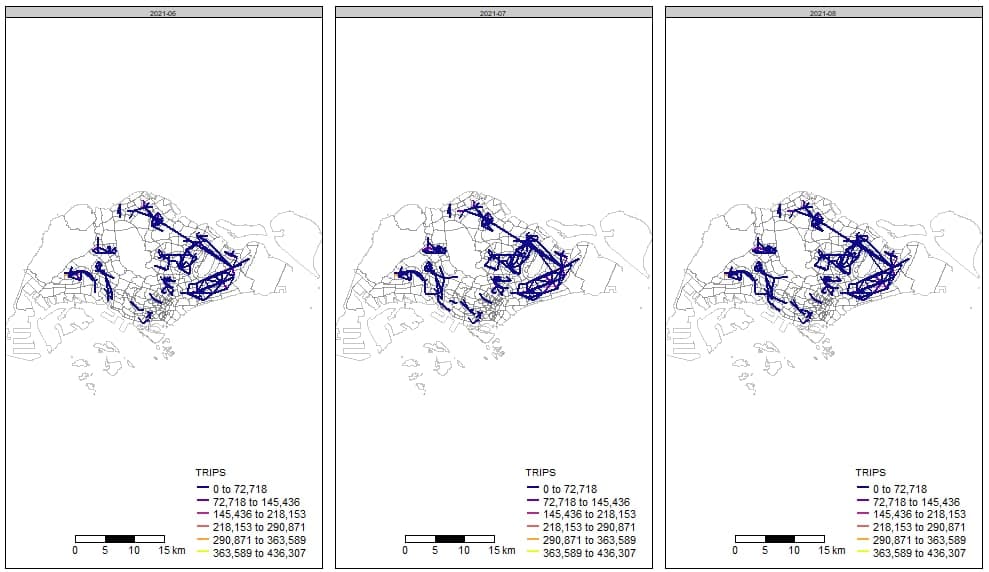 2021-06
2021-07
2021-08
TRIPS
0 to 72,718
72,718 to 145,436
145,436 to 218,153
218,153 to 290,871
290,871 to 363,589
363,589 to 436,307
0 5 10 15 km
TRIPS
0 to 72,718
72,718 to 145,436
145,436 to 218,153
218,153 to 290,871
290,871 to 363,589
363,589 to 436,307
0 5 10 15 km
TRIPS
0 to 72,718
72,718 to 145,436
145,436 to 218,153
218,153 to 290,871
290,871 to 363,589
363,589 to 436,307
0 5 10 15 km